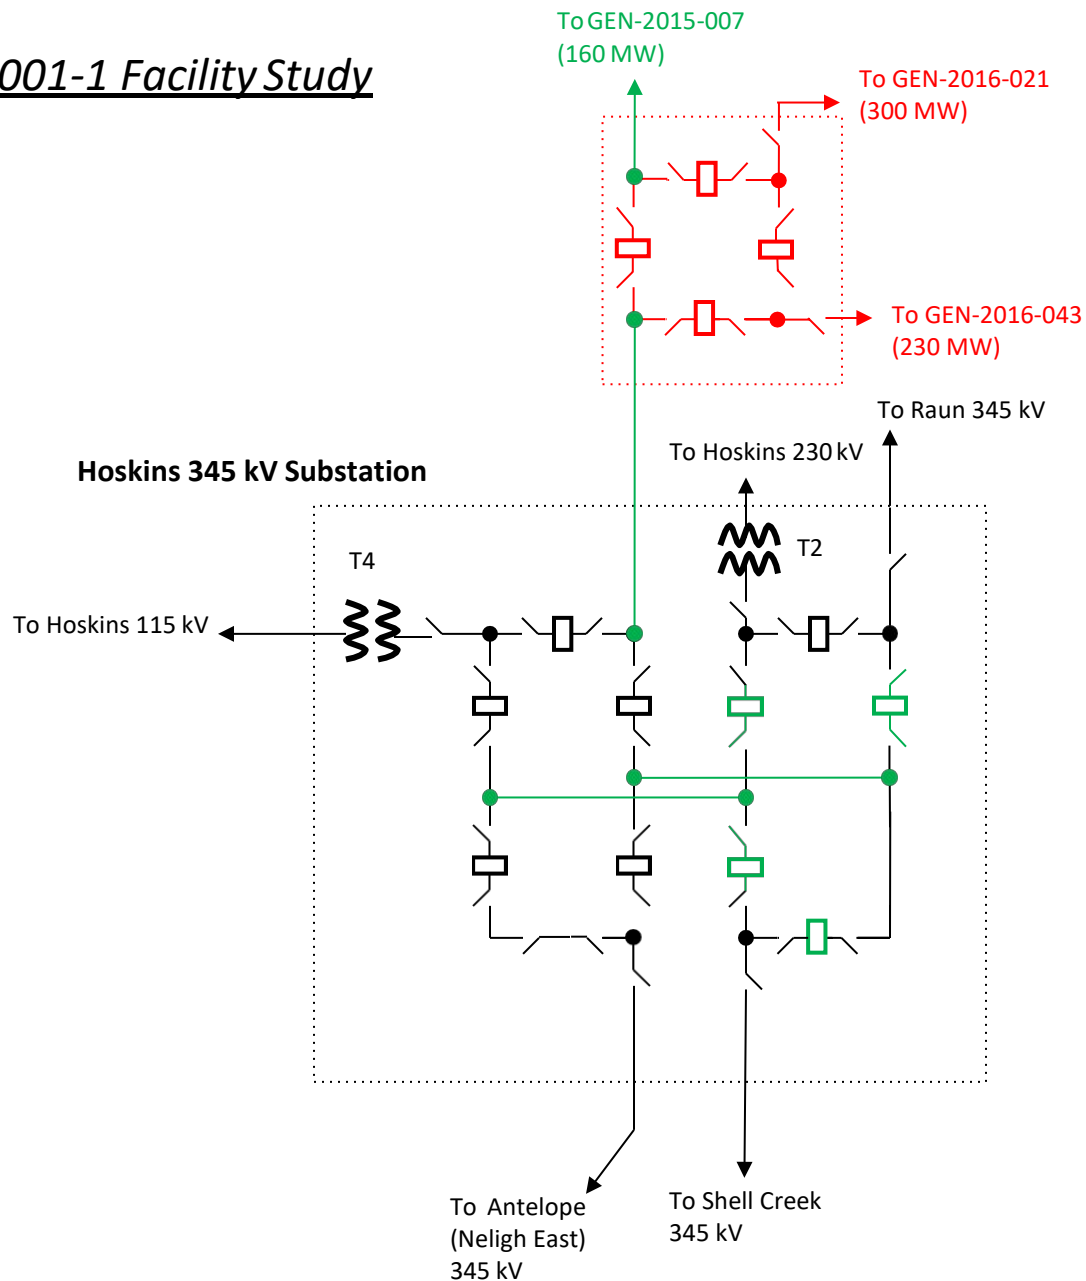 To GEN-2015-007
(160 MW)
001-1 Facility Study
To GEN-2016-021
(300 MW)
To GEN-2016-043
(230 MW)
To Raun 345 kV
To Hoskins 230 kV
Hoskins 345 kV Substation
T2
T4
To Hoskins 115 kV
To Antelope
(Neligh East)
345 kV
To Shell Creek
345 kV